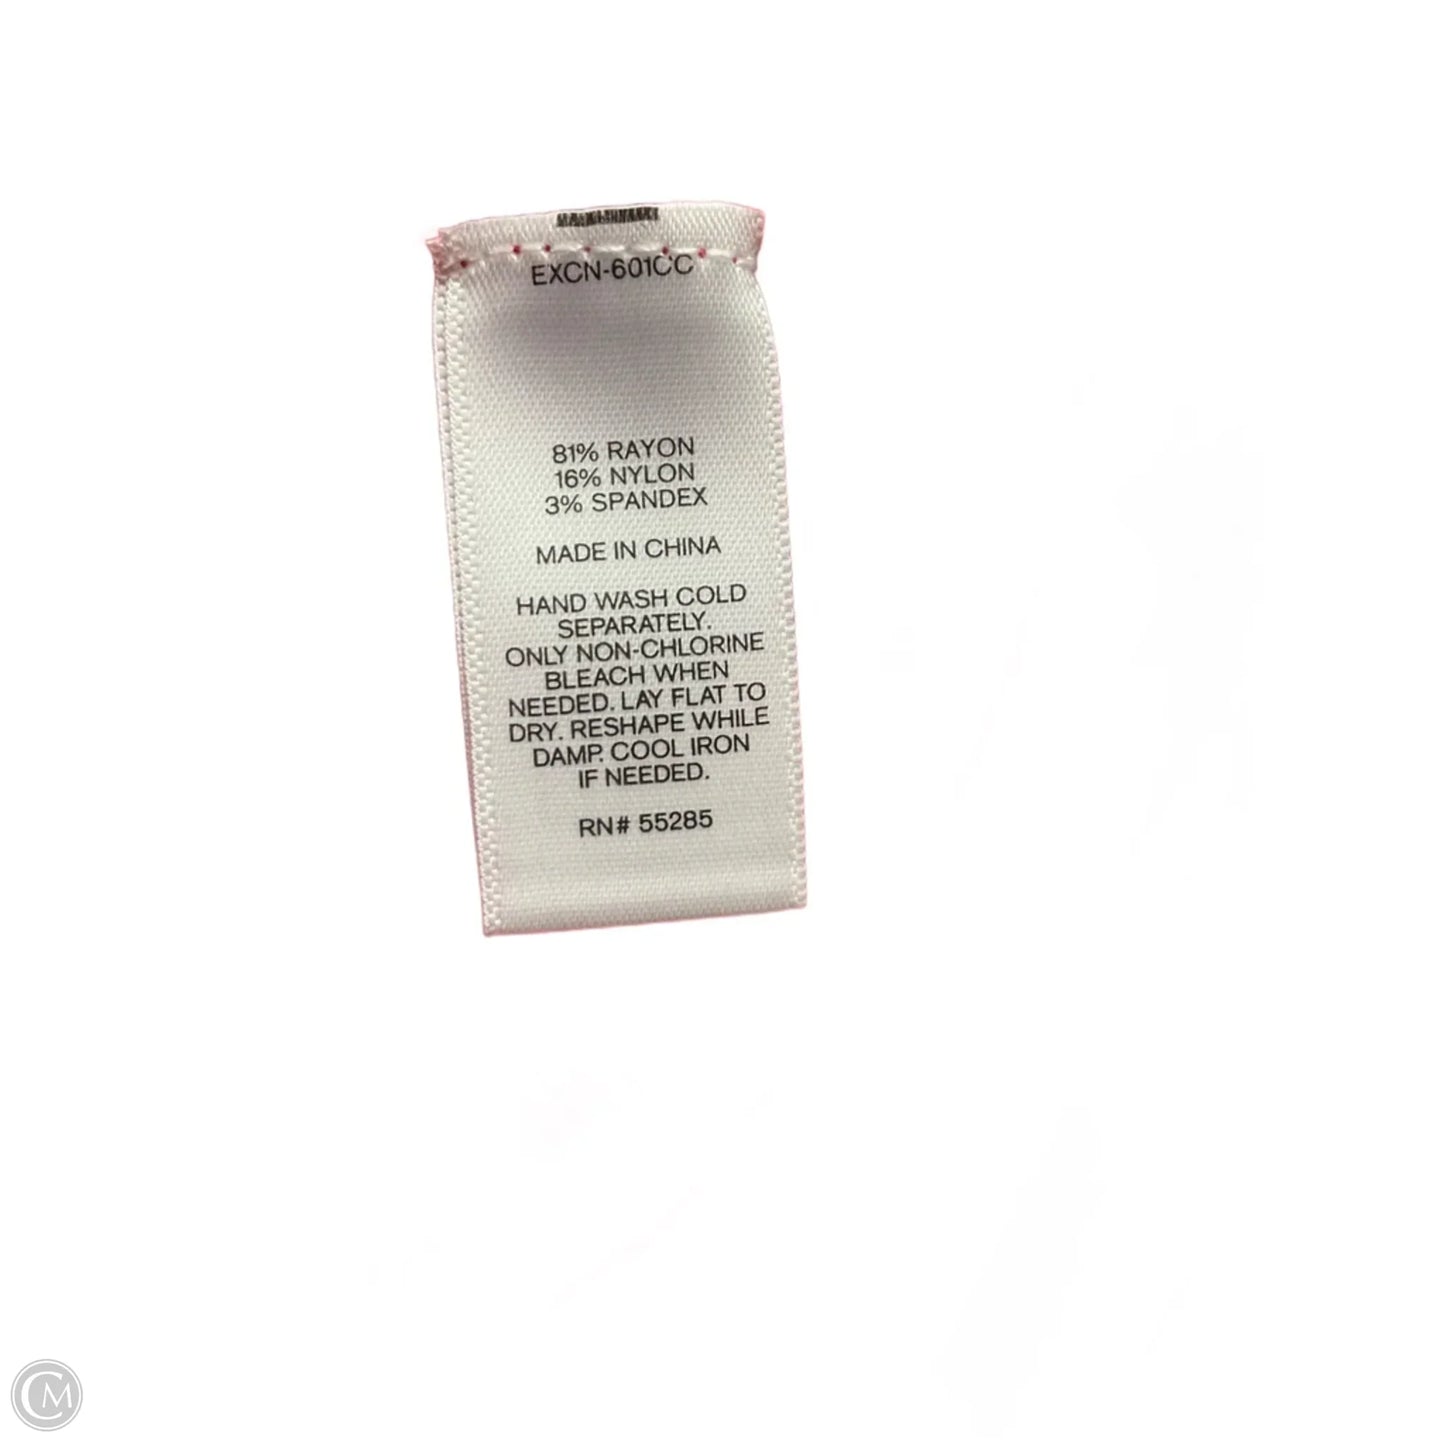 EXCN-601CC
81% RAYON
16% NYLON
3% SPANDEX
MADE IN CHINA
HAND WASH COLD
SEPARATELY.
ONLY NON-CHLORINE
BLEACH WHEN
NEEDED. LAY FLAT TO
DRY. RESHAPE WHILE
DAMP. COOL IRON
IF NEEDED.
RN# 55285
CM